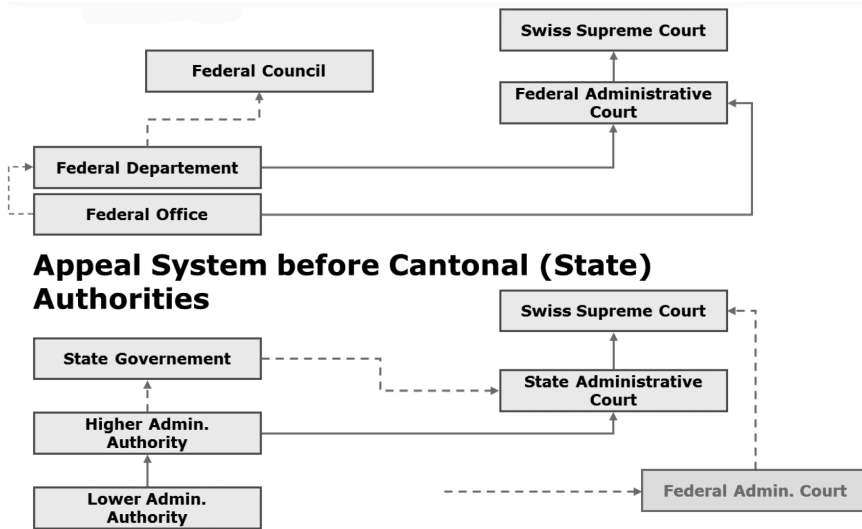 Swiss Supreme Court
Federal Council
Federal Administrative
Court
Federal Departement
Federal Office
Appeal System before Cantonal (State)
Authorities
Swiss Supreme Court
State Governement
State Administrative
Court
Higher Admin.
Authority
Federal Admin. Court
Lower Admin.
Authority